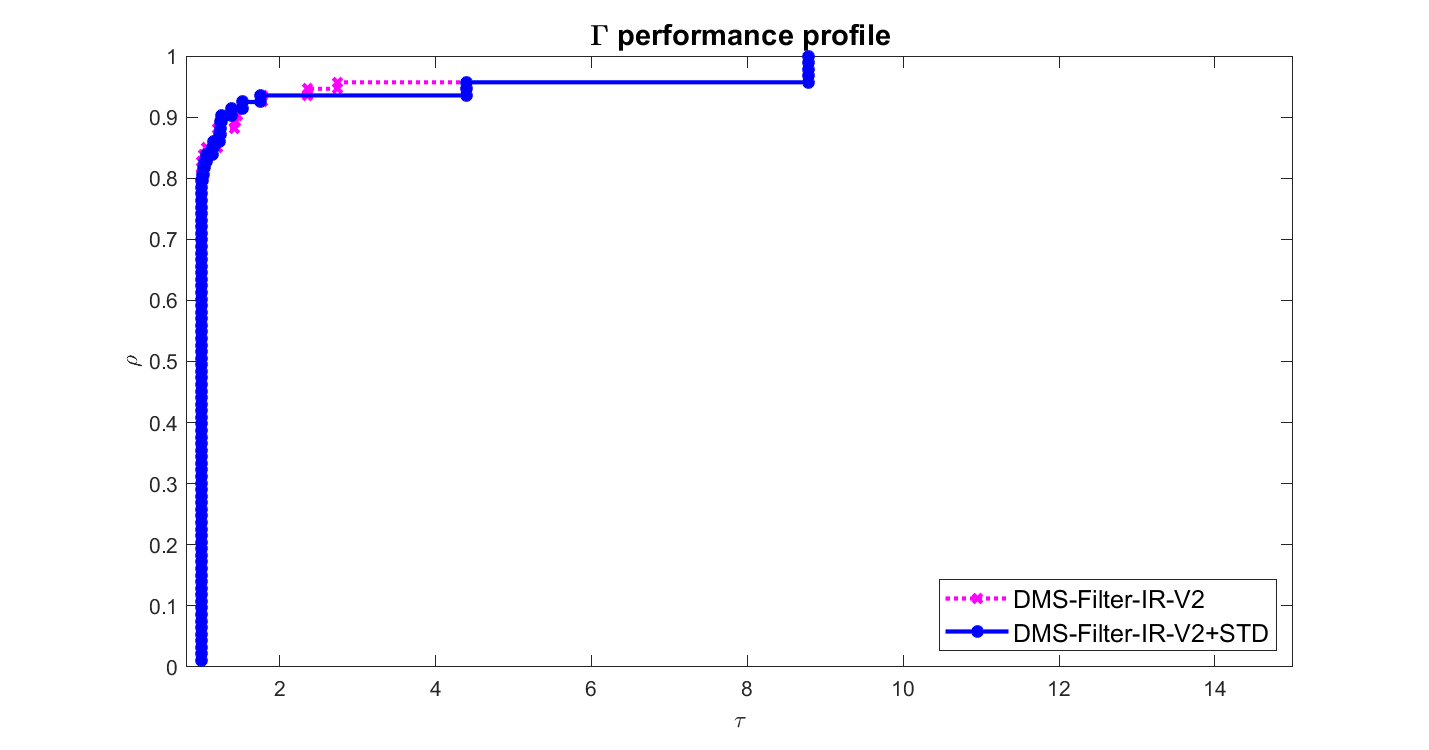 Γ performance profile
1
0.9
0.8
0.7
0.6
0.5
0.4
0.3
0.2
0.1
0
ρ
2 4 6 8 10 12 14
τ
DMS-Filter-IR-V2
DMS-Filter-IR-V2+STD